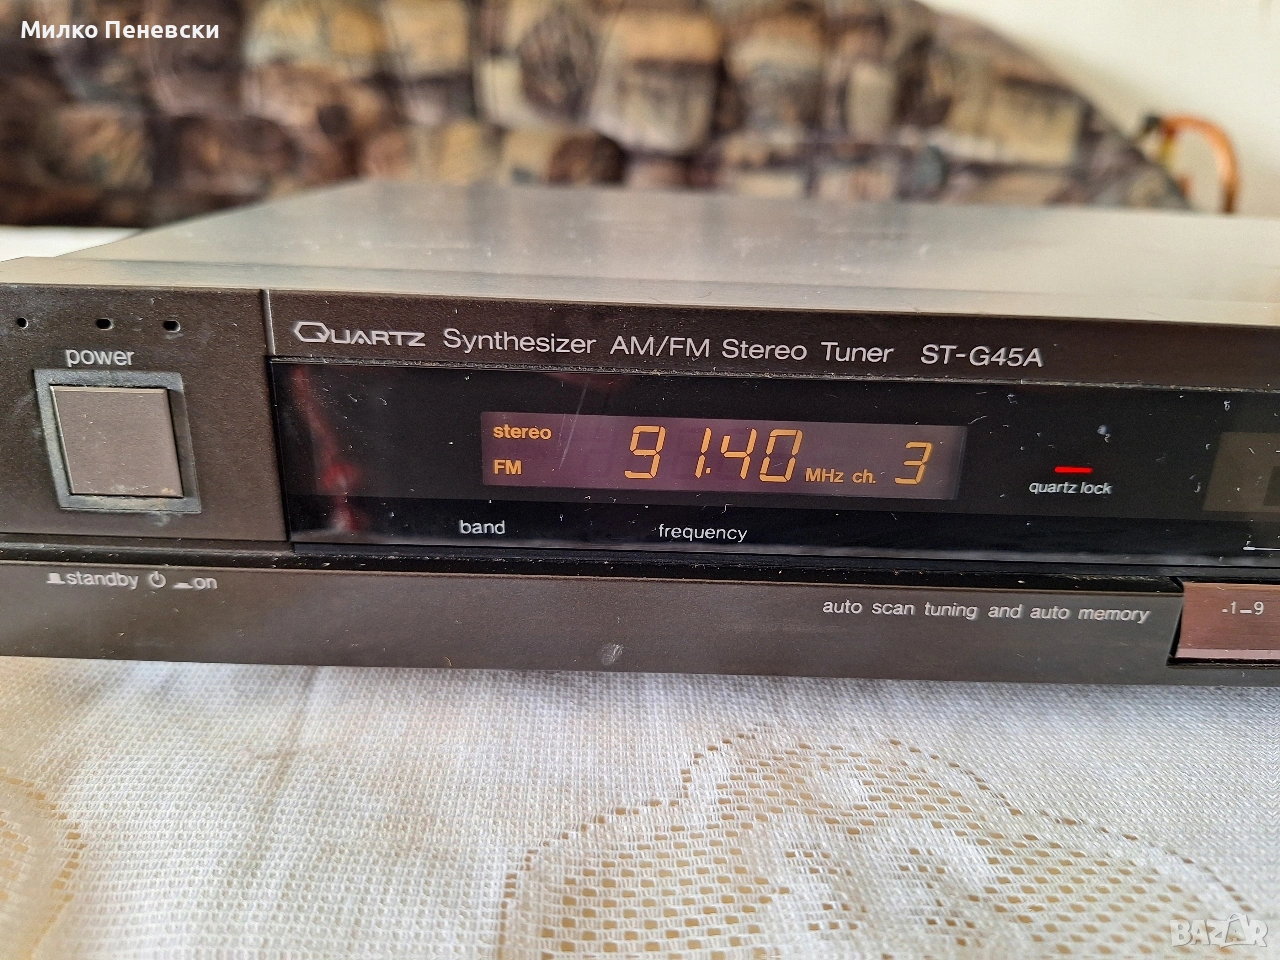 Милко Пеневски
power
QUARTZ Synthesizer AM/FM Stereo Tuner ST-G45A
stereo
FM
91.40 MHz ch. 3
quartz lock
band
frequency
standby on
auto scan tuning and auto memory
1-9
BAZAR